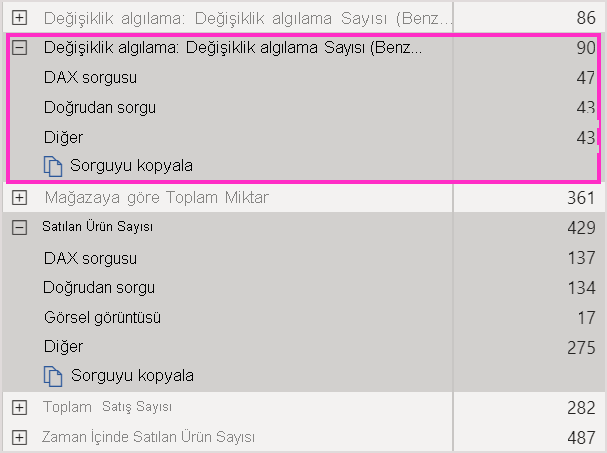 Değişiklik algılama: Değişiklik algılama Sayısı (Benz... 86
Değişiklik algılama: Değişiklik algılama Sayısı (Benz... 90
DAX sorgusu 47
Doğrudan sorgu 43
Diğer 43
Sorguyu kopyala
Mağazaya göre Toplam Miktar 361
Satılan Ürün Sayısı 429
DAX sorgusu 137
Doğrudan sorgu 134
Görsel görüntüsü 17
Diğer 275
Sorguyu kopyala
Toplam Satış Sayısı 282
Zaman İçinde Satılan Ürün Sayısı 487